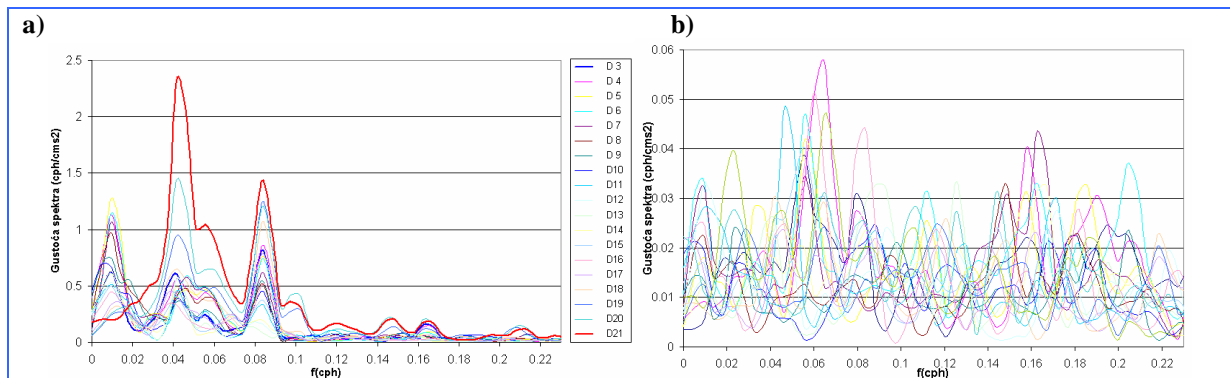 a)
Gustoća spektra (cph/cms2)
2.5
2
1.5
1
0.5
0
0 0.02 0.04 0.06 0.08 0.1 0.12 0.14 0.16 0.18 0.2 0.22
f(cph)
D 3
D 4
D 5
D 6
D 7
D 8
D 9
D10
D11
D12
D13
D14
D15
D16
D17
D18
D19
D20
D21
b)
Gustoća spektra (cph/cms2)
0.06
0.05
0.04
0.03
0.02
0.01
0
0 0.02 0.04 0.06 0.08 0.1 0.12 0.14 0.16 0.18 0.2 0.22
f(cph)